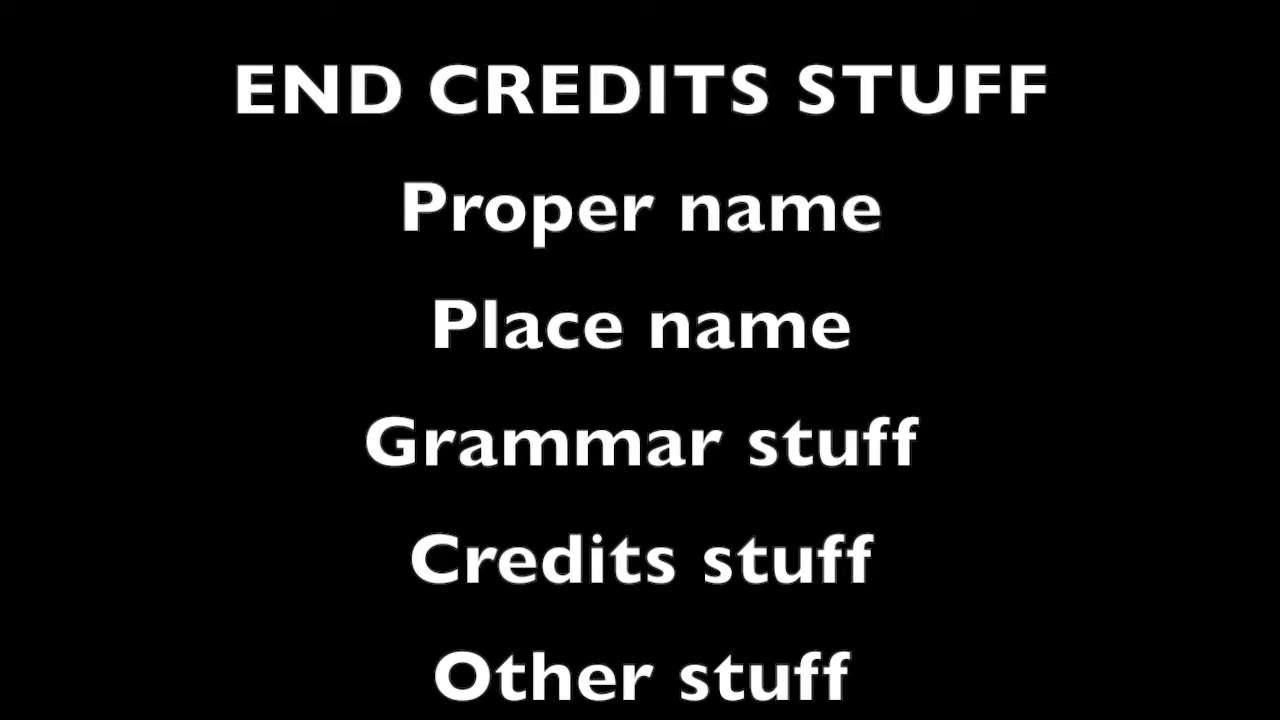 END CREDITS STUFF
Proper name
Place name
Grammar stuff
Credits stuff
Other stuff